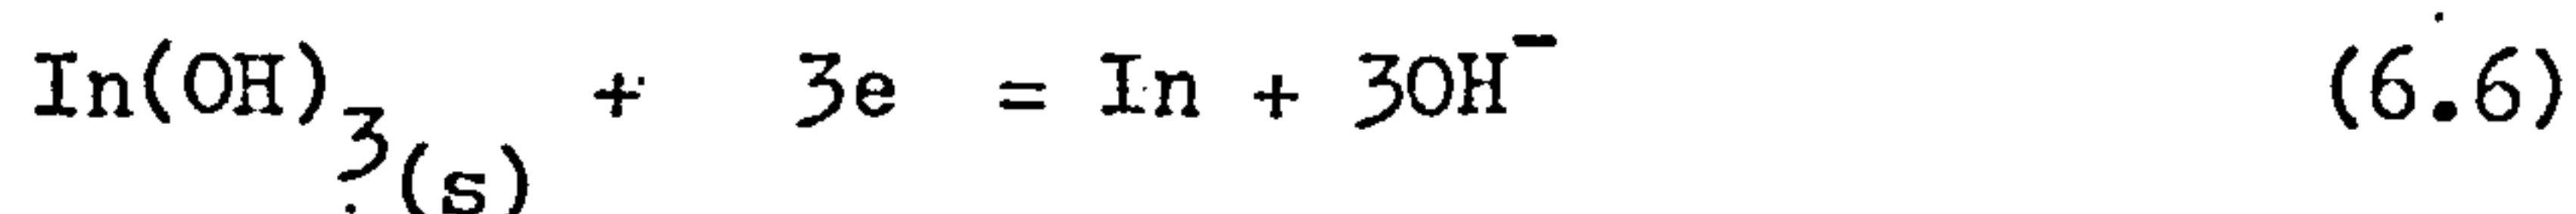 In(OH)₃(s) + 3e = In + 3OH⁻ (6.6)